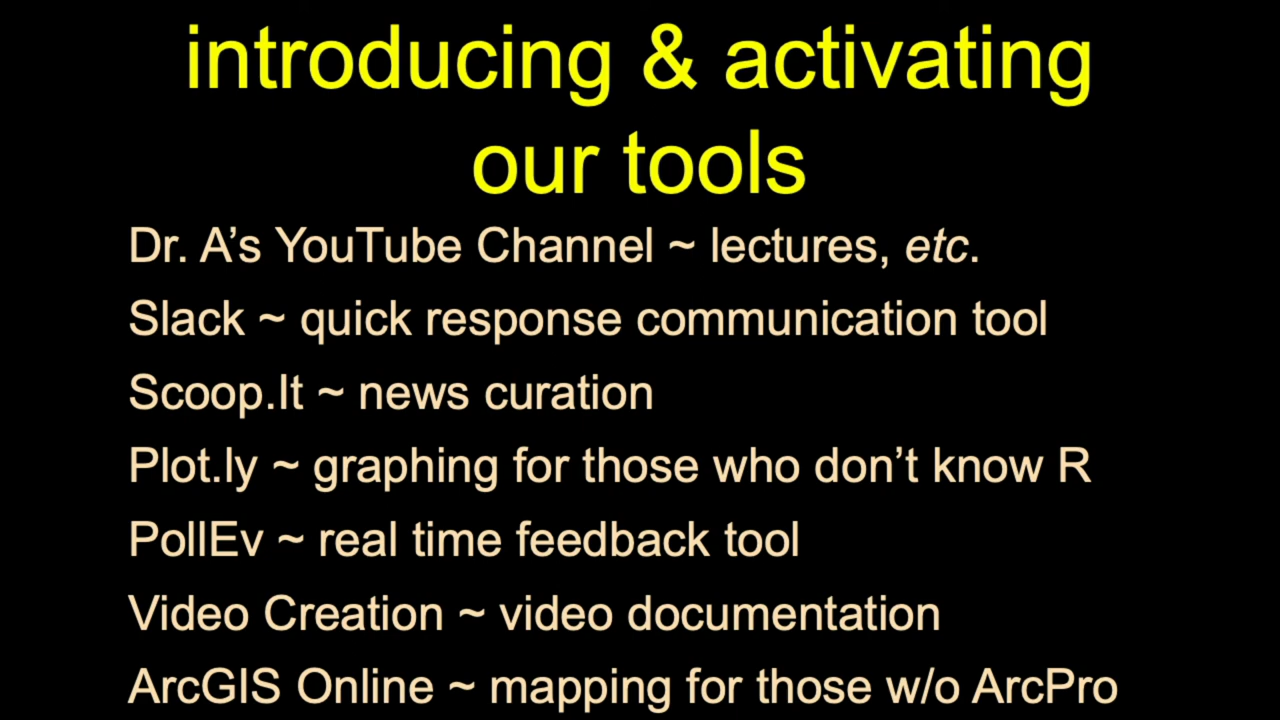 introducing & activating
our tools
Dr. A’s YouTube Channel ~ lectures, etc.
Slack ~ quick response communication tool
Scoop.It ~ news curation
Plot.ly ~ graphing for those who don’t know R
PollEv ~ real time feedback tool
Video Creation ~ video documentation
ArcGIS Online ~ mapping for those w/o ArcPro